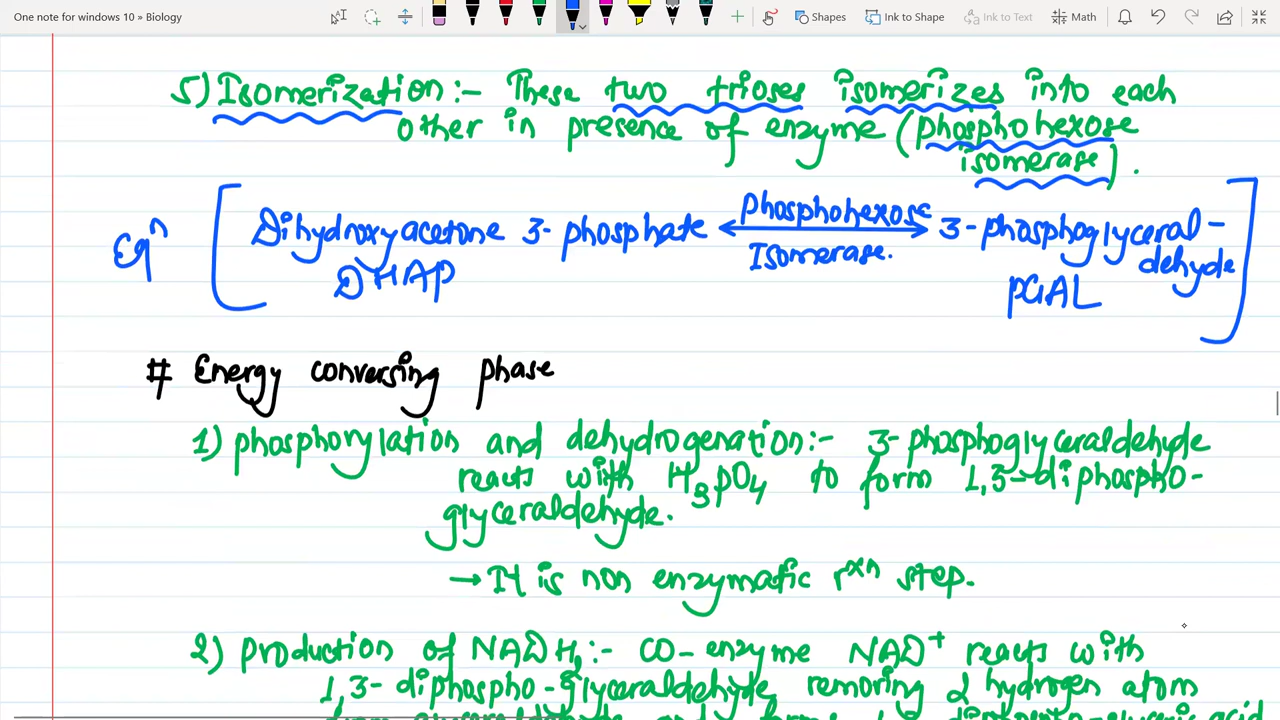 One note for windows 10 » Biology
Shapes
Ink to Shape
Ink to Text
Math
5) Isomerization:- These two trioses isomerizes into each
other in presence of enzyme (phosphohexose
isomerase).
Eqⁿ [ Dihydroxyacetone 3-phosphate ⟷ 3-phosphoglyceral-
Phosphohexose
Isomerase.
dehyde ]
DHAP
PGAL
# Energy conversing phase
1) phosphorylation and dehydrogenation:- 3-phosphoglyceraldehyde
reacts with H₃PO₄ to form 1,3-diphospho-
glyceraldehyde.
→ It is non enzymatic rxn step.
2) production of NADH₂:- CO-enzyme NAD⁺ reacts with
1,3-diphospho-glyceraldehyde, removing 2 hydrogen atom
from glyceraldehyde and forms